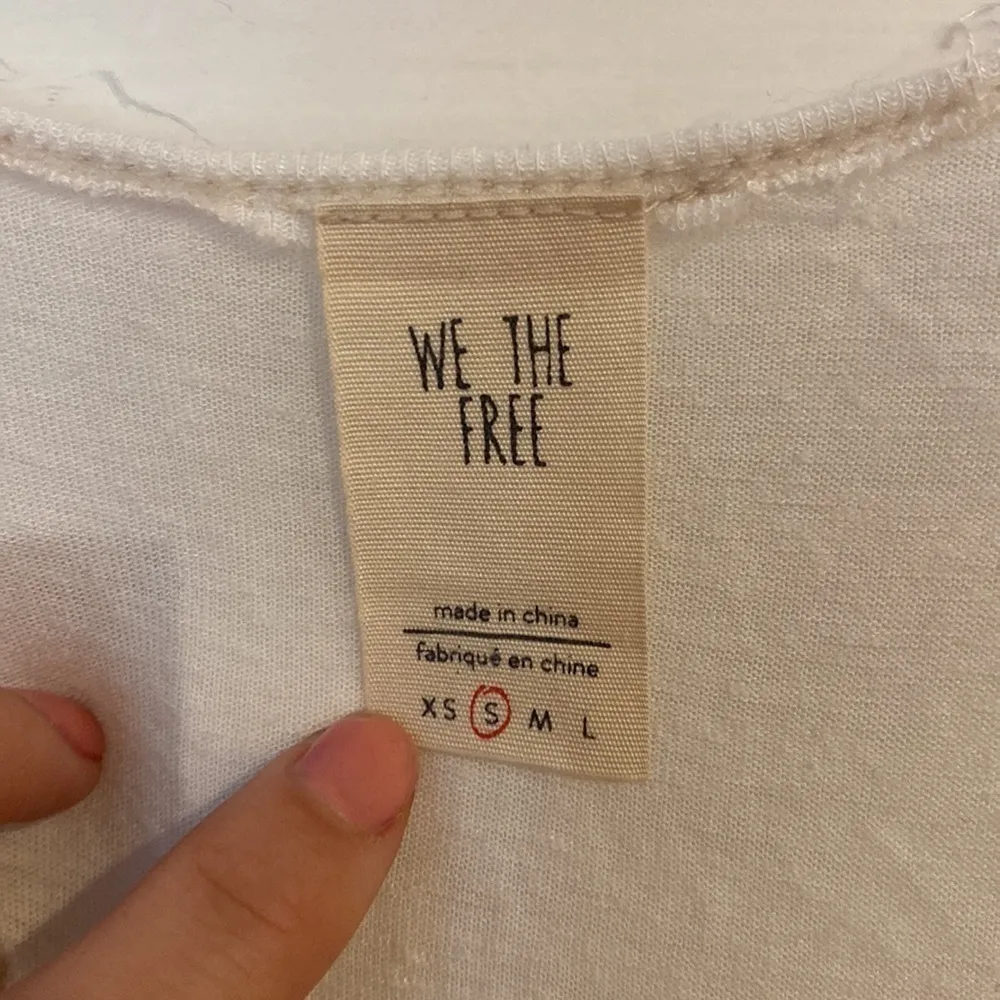 WE THE
FREE
made in china
fabriqué en chine
XS S M L